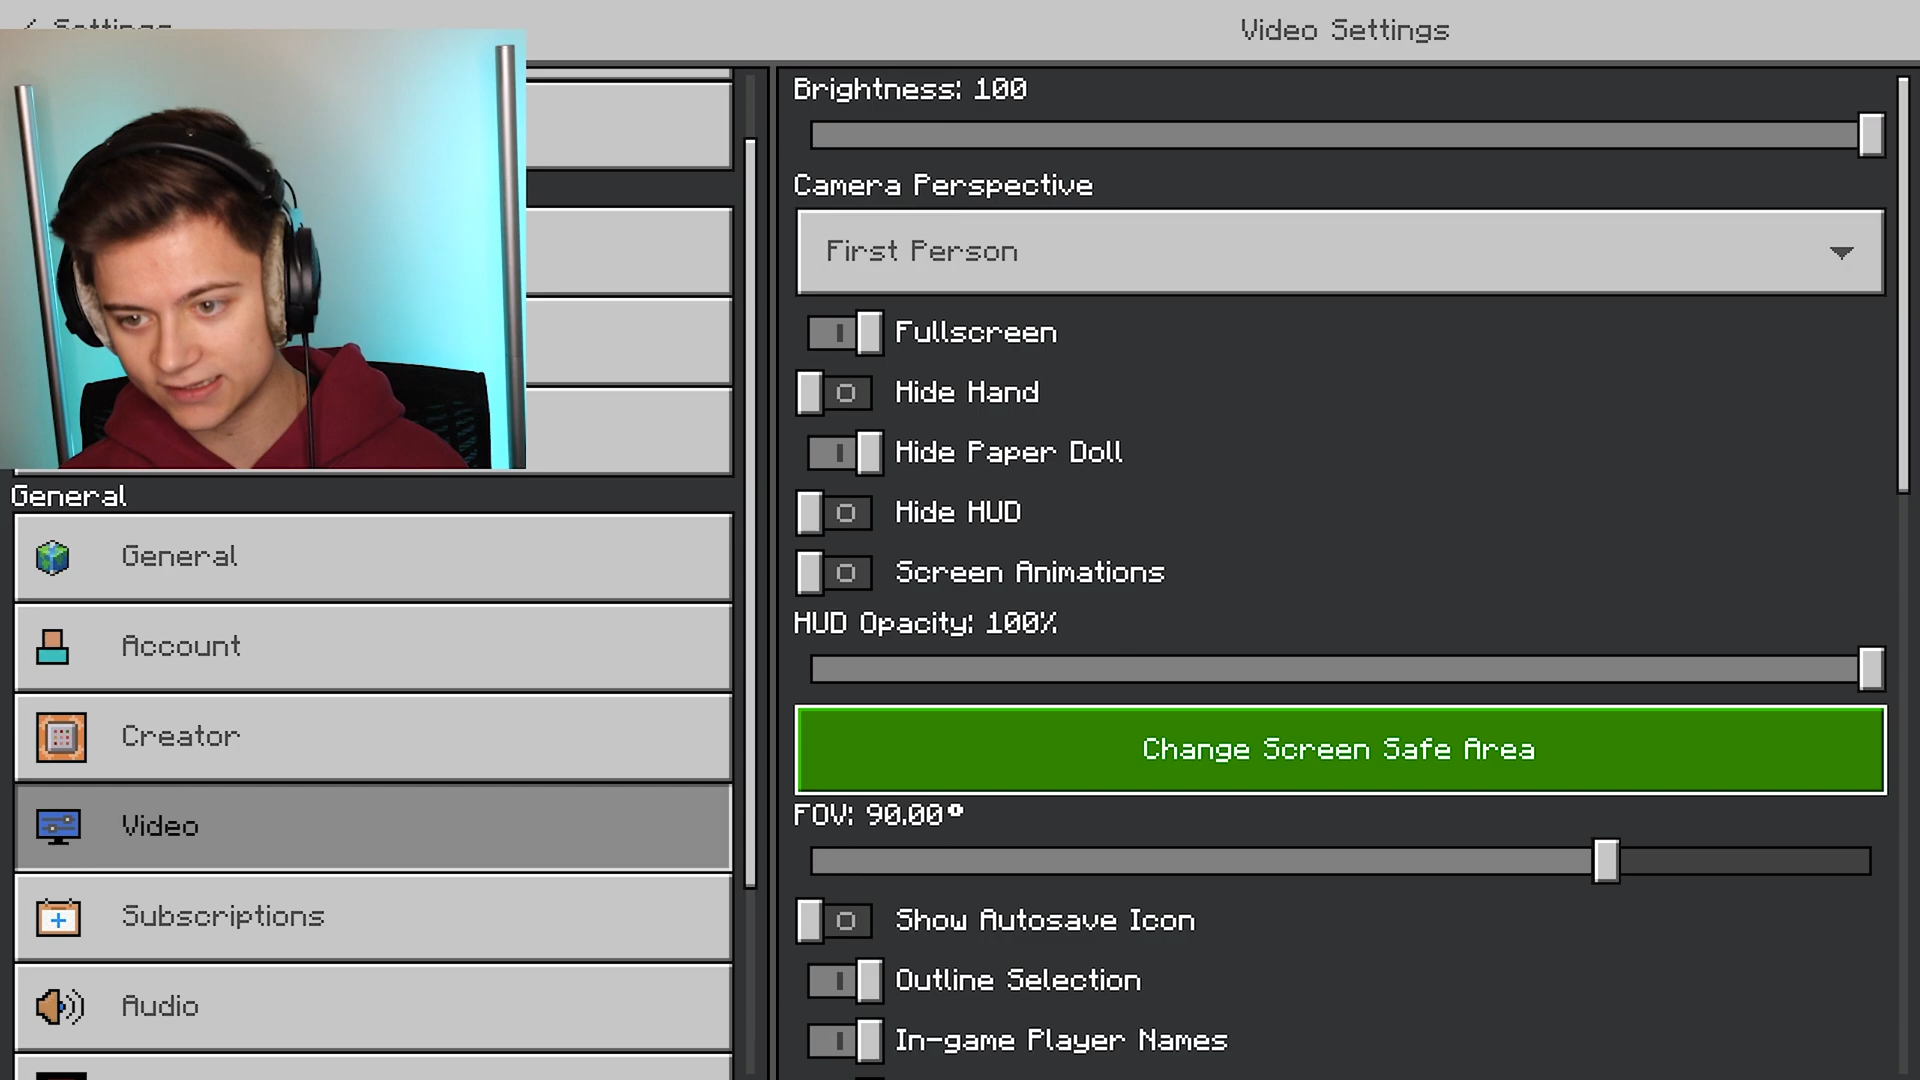 Settings
Video Settings
Brightness: 100
Camera Perspective
First Person
Fullscreen
Hide Hand
Hide Paper Doll
Hide HUD
Screen Animations
HUD Opacity: 100%
Change Screen Safe Area
FOV: 90.00°
Show Autosave Icon
Outline Selection
In-game Player Names
General
General
Account
Creator
Video
Subscriptions
Audio